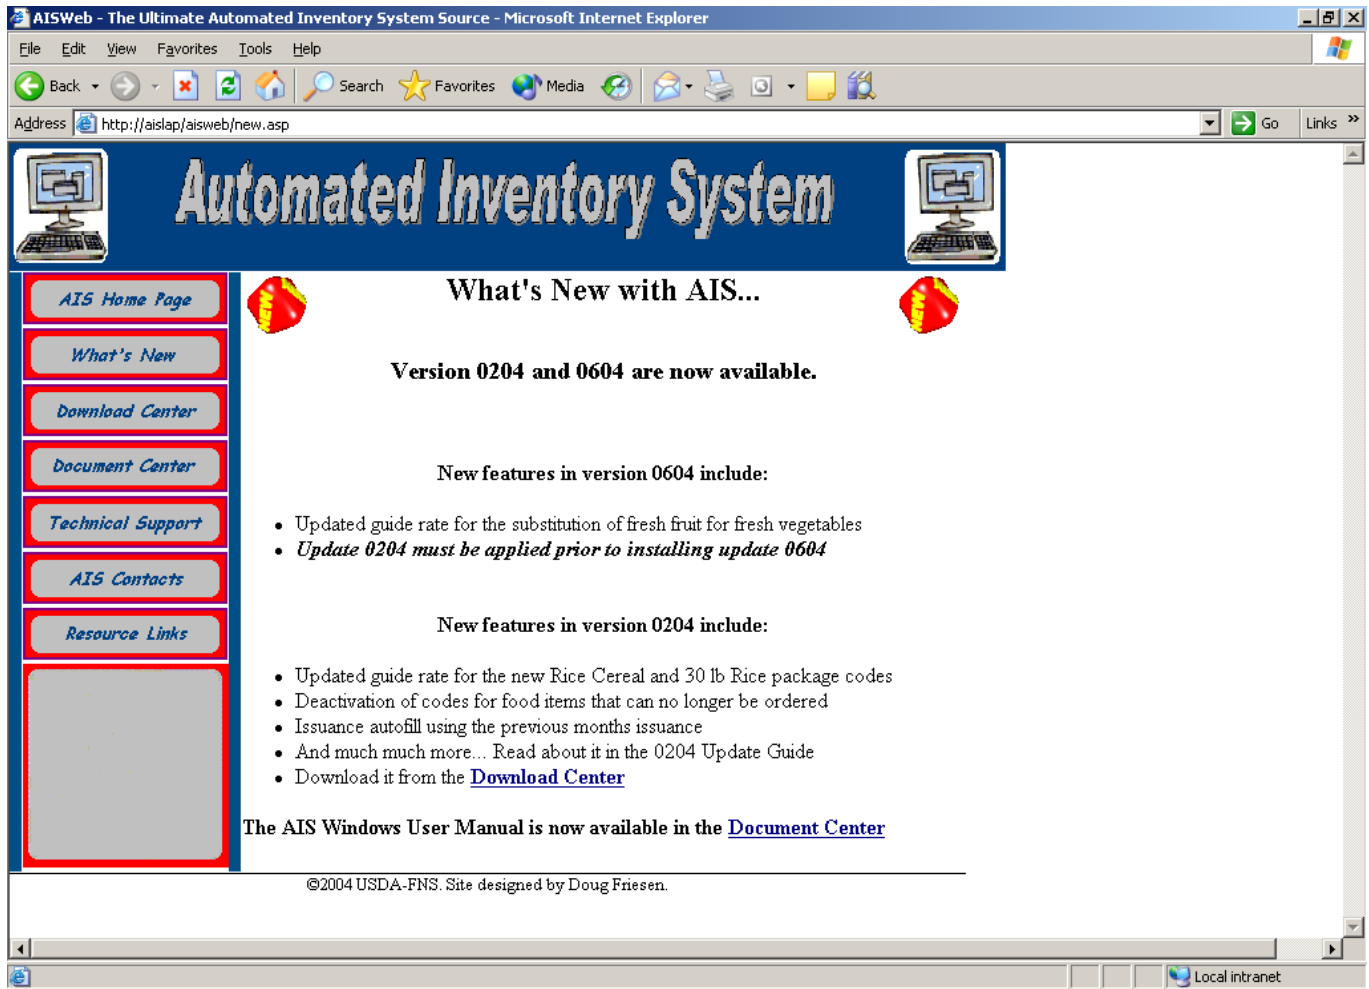 AISWeb - The Ultimate Automated Inventory System Source - Microsoft Internet Explorer
File Edit View Favorites Tools Help
Back Search Favorites Media
Address http://aislap/aisweb/new.asp Go Links »
Automated Inventory System
What's New with AIS...
NEW
NEW
AIS Home Page
What's New
Download Center
Document Center
Technical Support
AIS Contacts
Resource Links
Version 0204 and 0604 are now available.
New features in version 0604 include:
• Updated guide rate for the substitution of fresh fruit for fresh vegetables
• Update 0204 must be applied prior to installing update 0604
New features in version 0204 include:
• Updated guide rate for the new Rice Cereal and 30 lb Rice package codes
• Deactivation of codes for food items that can no longer be ordered
• Issuance autofill using the previous months issuance
• And much much more... Read about it in the 0204 Update Guide
• Download it from the Download Center
The AIS Windows User Manual is now available in the Document Center
©2004 USDA-FNS. Site designed by Doug Friesen.
Local intranet